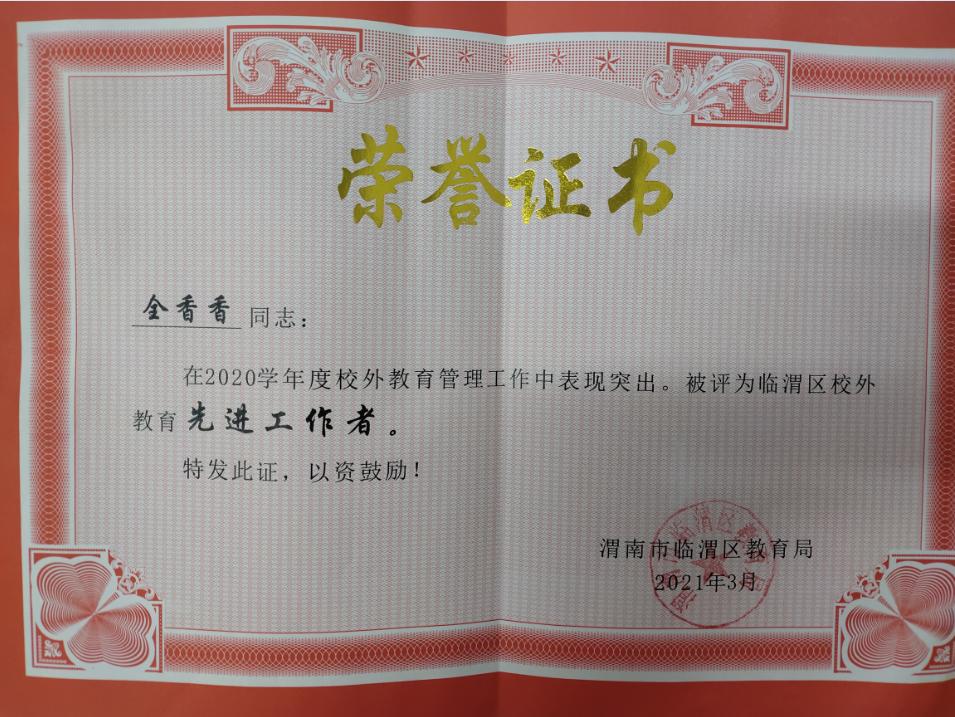 荣誉证书
全香香 同志：
在2020学年度校外教育管理工作中表现突出。被评为临渭区校外
教育 先进工作者。
特发此证，以资鼓励！
渭南市临渭区教育局
2021年3月